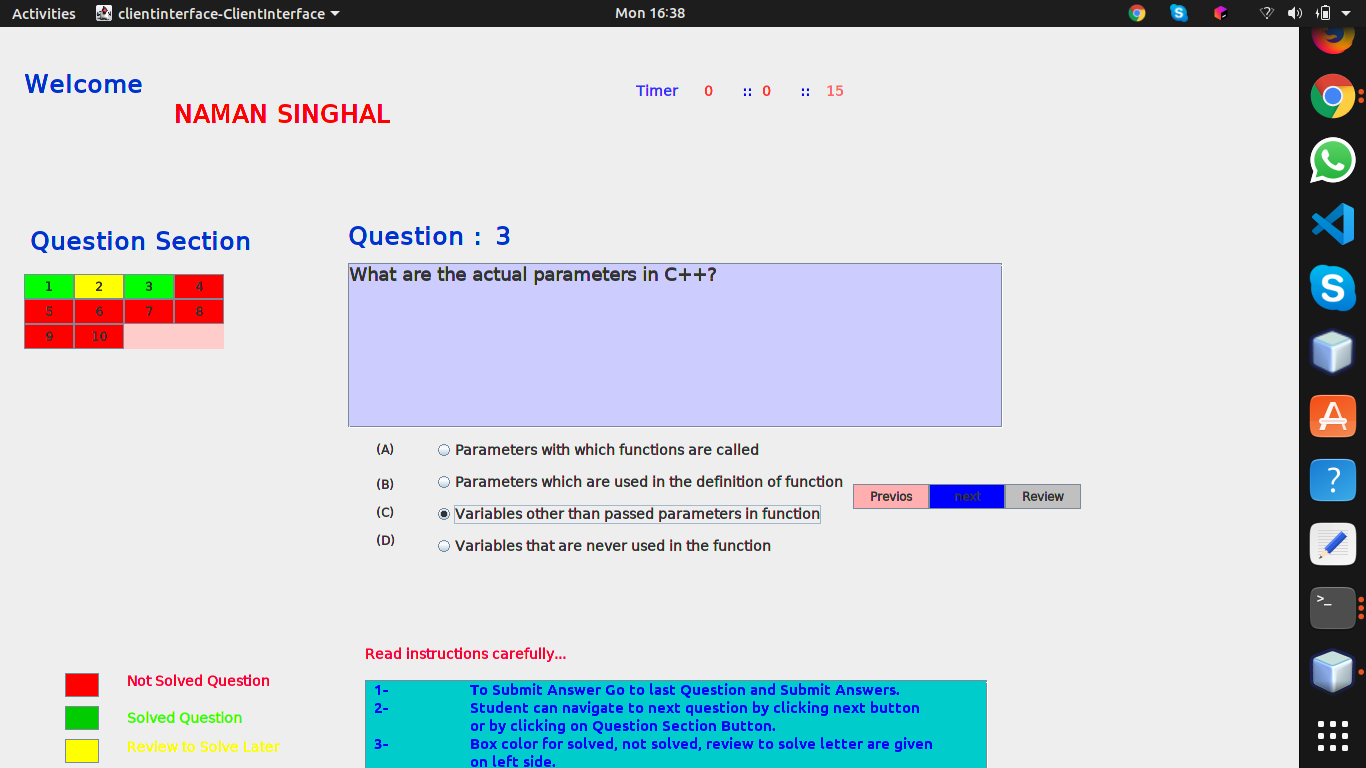 Activities clientinterface-ClientInterface Mon 16:38
Welcome
NAMAN SINGHAL
Timer 0 :: 0 :: 15
Question Section
1 2 3 4
5 6 7 8
9 10
Question : 3
What are the actual parameters in C++?
(A) Parameters with which functions are called
(B) Parameters which are used in the definition of function
(C) Variables other than passed parameters in function
(D) Variables that are never used in the function
Previos next Review
Not Solved Question
Solved Question
Review to Solve Later
Read instructions carefully...
1- To Submit Answer Go to last Question and Submit Answers.
2- Student can navigate to next question by clicking next button
or by clicking on Question Section Button.
3- Box color for solved, not solved, review to solve letter are given
on left side.